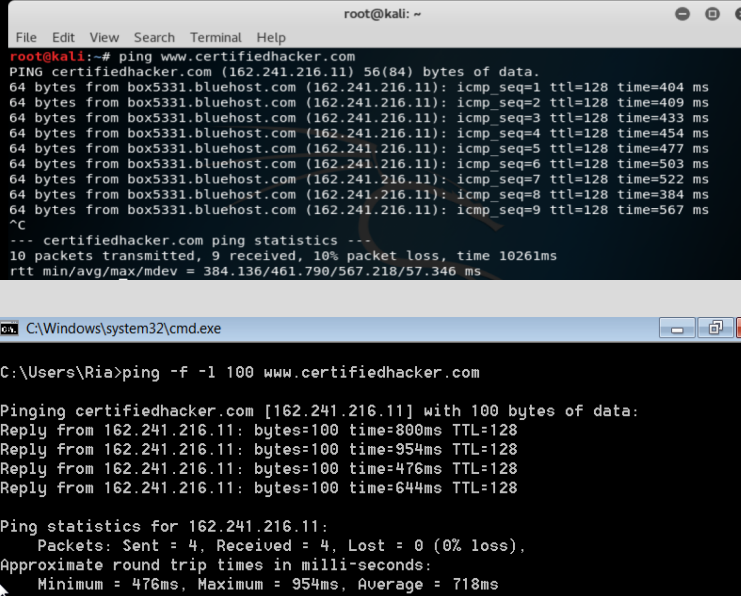 root@kali: ~
File Edit View Search Terminal Help
root@kali:~# ping www.certifiedhacker.com
PING certifiedhacker.com (162.241.216.11) 56(84) bytes of data.
64 bytes from box5331.bluehost.com (162.241.216.11): icmp_seq=1 ttl=128 time=404 ms
64 bytes from box5331.bluehost.com (162.241.216.11): icmp_seq=2 ttl=128 time=409 ms
64 bytes from box5331.bluehost.com (162.241.216.11): icmp_seq=3 ttl=128 time=433 ms
64 bytes from box5331.bluehost.com (162.241.216.11): icmp_seq=4 ttl=128 time=454 ms
64 bytes from box5331.bluehost.com (162.241.216.11): icmp_seq=5 ttl=128 time=477 ms
64 bytes from box5331.bluehost.com (162.241.216.11): icmp_seq=6 ttl=128 time=503 ms
64 bytes from box5331.bluehost.com (162.241.216.11): icmp_seq=7 ttl=128 time=522 ms
64 bytes from box5331.bluehost.com (162.241.216.11): icmp_seq=8 ttl=128 time=384 ms
64 bytes from box5331.bluehost.com (162.241.216.11): icmp_seq=9 ttl=128 time=567 ms
^C
--- certifiedhacker.com ping statistics ---
10 packets transmitted, 9 received, 10% packet loss, time 10261ms
rtt min/avg/max/mdev = 384.136/461.790/567.218/57.346 ms
C:\Windows\system32\cmd.exe
C:\Users\Ria>ping -f -l 100 www.certifiedhacker.com
Pinging certifiedhacker.com [162.241.216.11] with 100 bytes of data:
Reply from 162.241.216.11: bytes=100 time=800ms TTL=128
Reply from 162.241.216.11: bytes=100 time=954ms TTL=128
Reply from 162.241.216.11: bytes=100 time=476ms TTL=128
Reply from 162.241.216.11: bytes=100 time=644ms TTL=128
Ping statistics for 162.241.216.11:
Packets: Sent = 4, Received = 4, Lost = 0 (0% loss),
Approximate round trip times in milli-seconds:
Minimum = 476ms, Maximum = 954ms, Average = 718ms